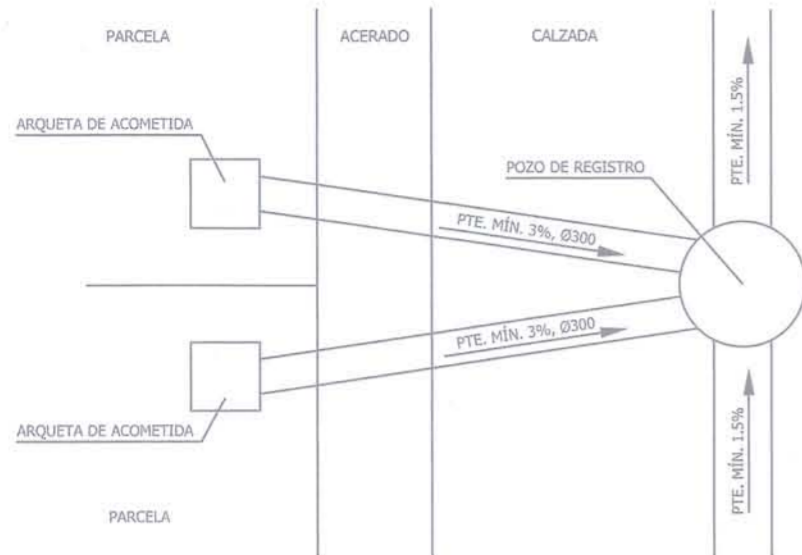 PARCELA
ACERADO
CALZADA
PTE. MÍN. 1.5%
ARQUETA DE ACOMETIDA
POZO DE REGISTRO
PTE. MÍN. 3%, Ø300
PTE. MÍN. 3%, Ø300
ARQUETA DE ACOMETIDA
PTE. MÍN. 1.5%
PARCELA